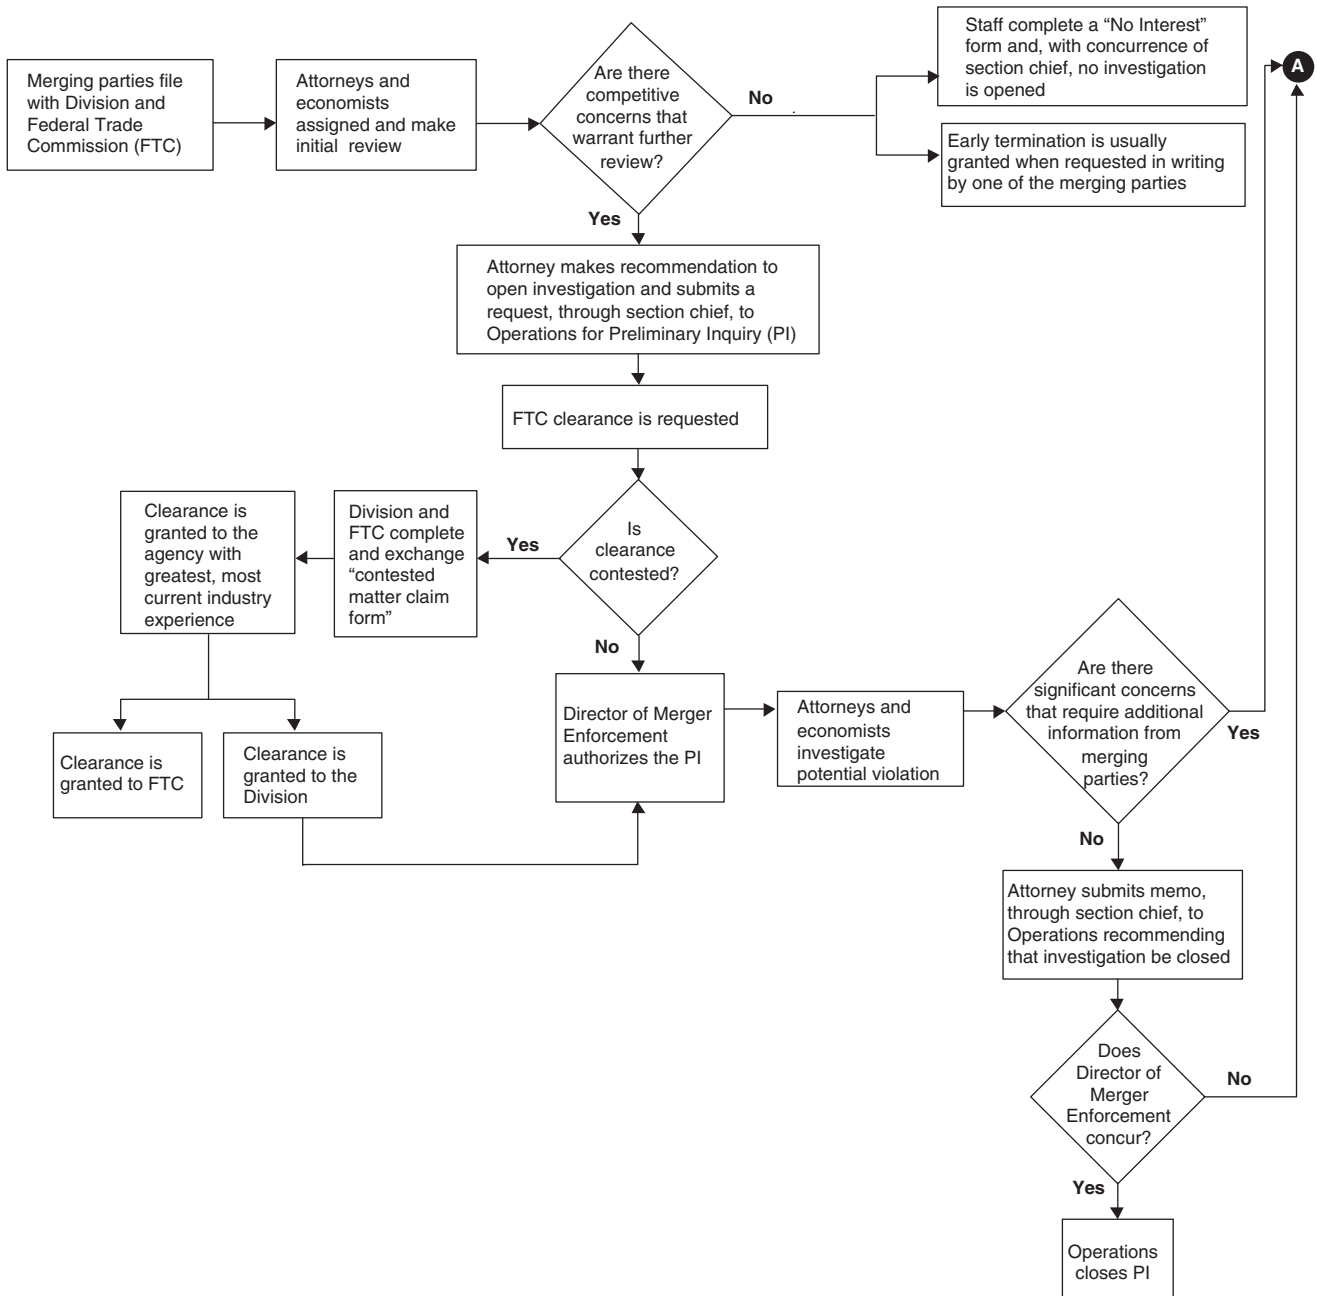 Merging parties file
with Division and
Federal Trade
Commission (FTC)
Attorneys and
economists
assigned and make
initial review
Are there
competitive
concerns that
warrant further
review?
No
Staff complete a “No Interest”
form and, with concurrence of
section chief, no investigation
is opened
A
Early termination is usually
granted when requested in writing
by one of the merging parties
Yes
Attorney makes recommendation to
open investigation and submits a
request, through section chief, to
Operations for Preliminary Inquiry (PI)
FTC clearance is requested
Is
clearance
contested?
Yes
Division and
FTC complete
and exchange
“contested
matter claim
form”
Clearance is
granted to the
agency with
greatest, most
current industry
experience
Clearance is
granted to FTC
Clearance is
granted to the
Division
No
Director of Merger
Enforcement
authorizes the PI
Attorneys and
economists
investigate
potential violation
Are there
significant concerns
that require additional
information from
merging
parties?
Yes
No
Attorney submits memo,
through section chief, to
Operations recommending
that investigation be closed
Does
Director of
Merger
Enforcement
concur?
No
Yes
Operations
closes PI